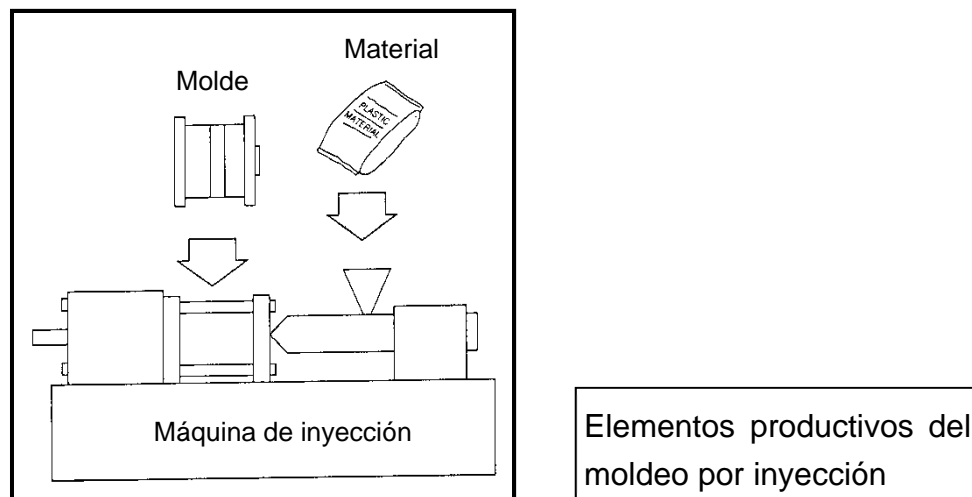 Material
Molde
PLASTIC
MATERIAL
Máquina de inyección
Elementos productivos del
moldeo por inyección